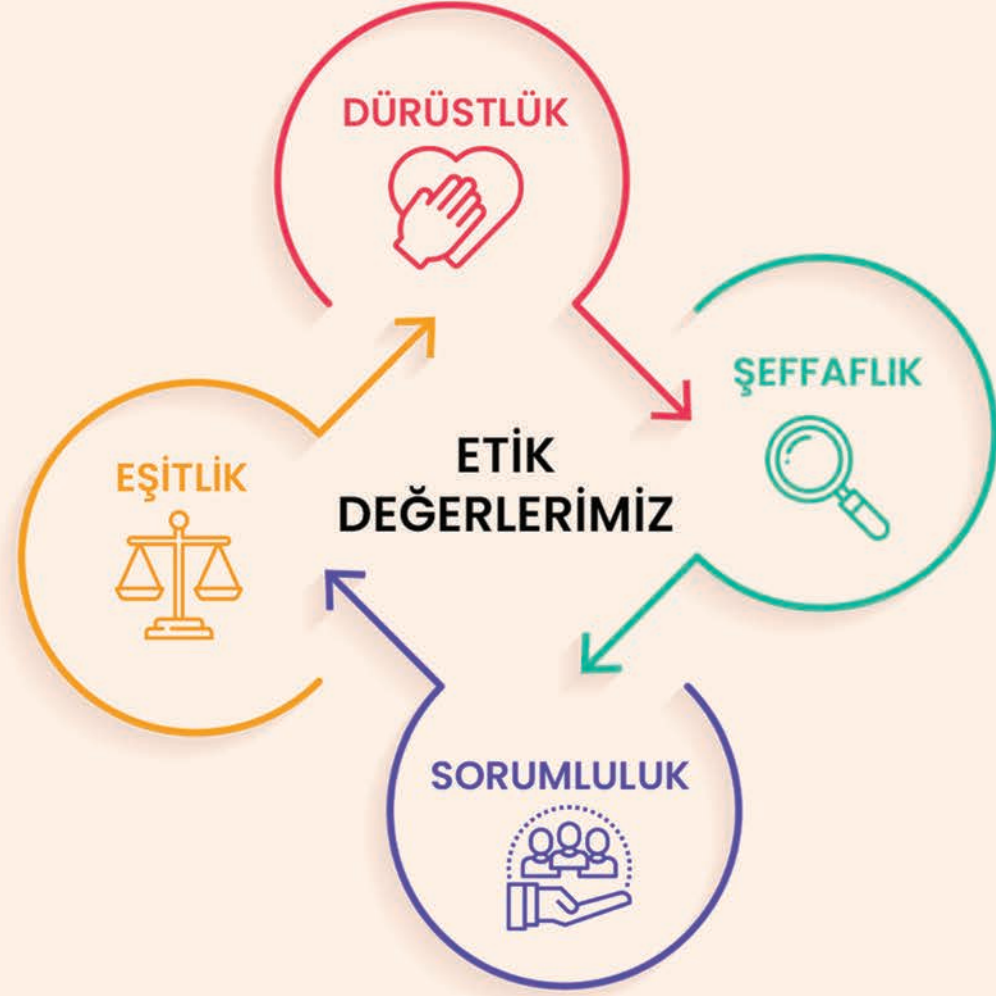 DÜRÜSTLÜK
ŞEFFAFLIK
ETİK
DEĞERLERİMİZ
EŞİTLİK
SORUMLULUK